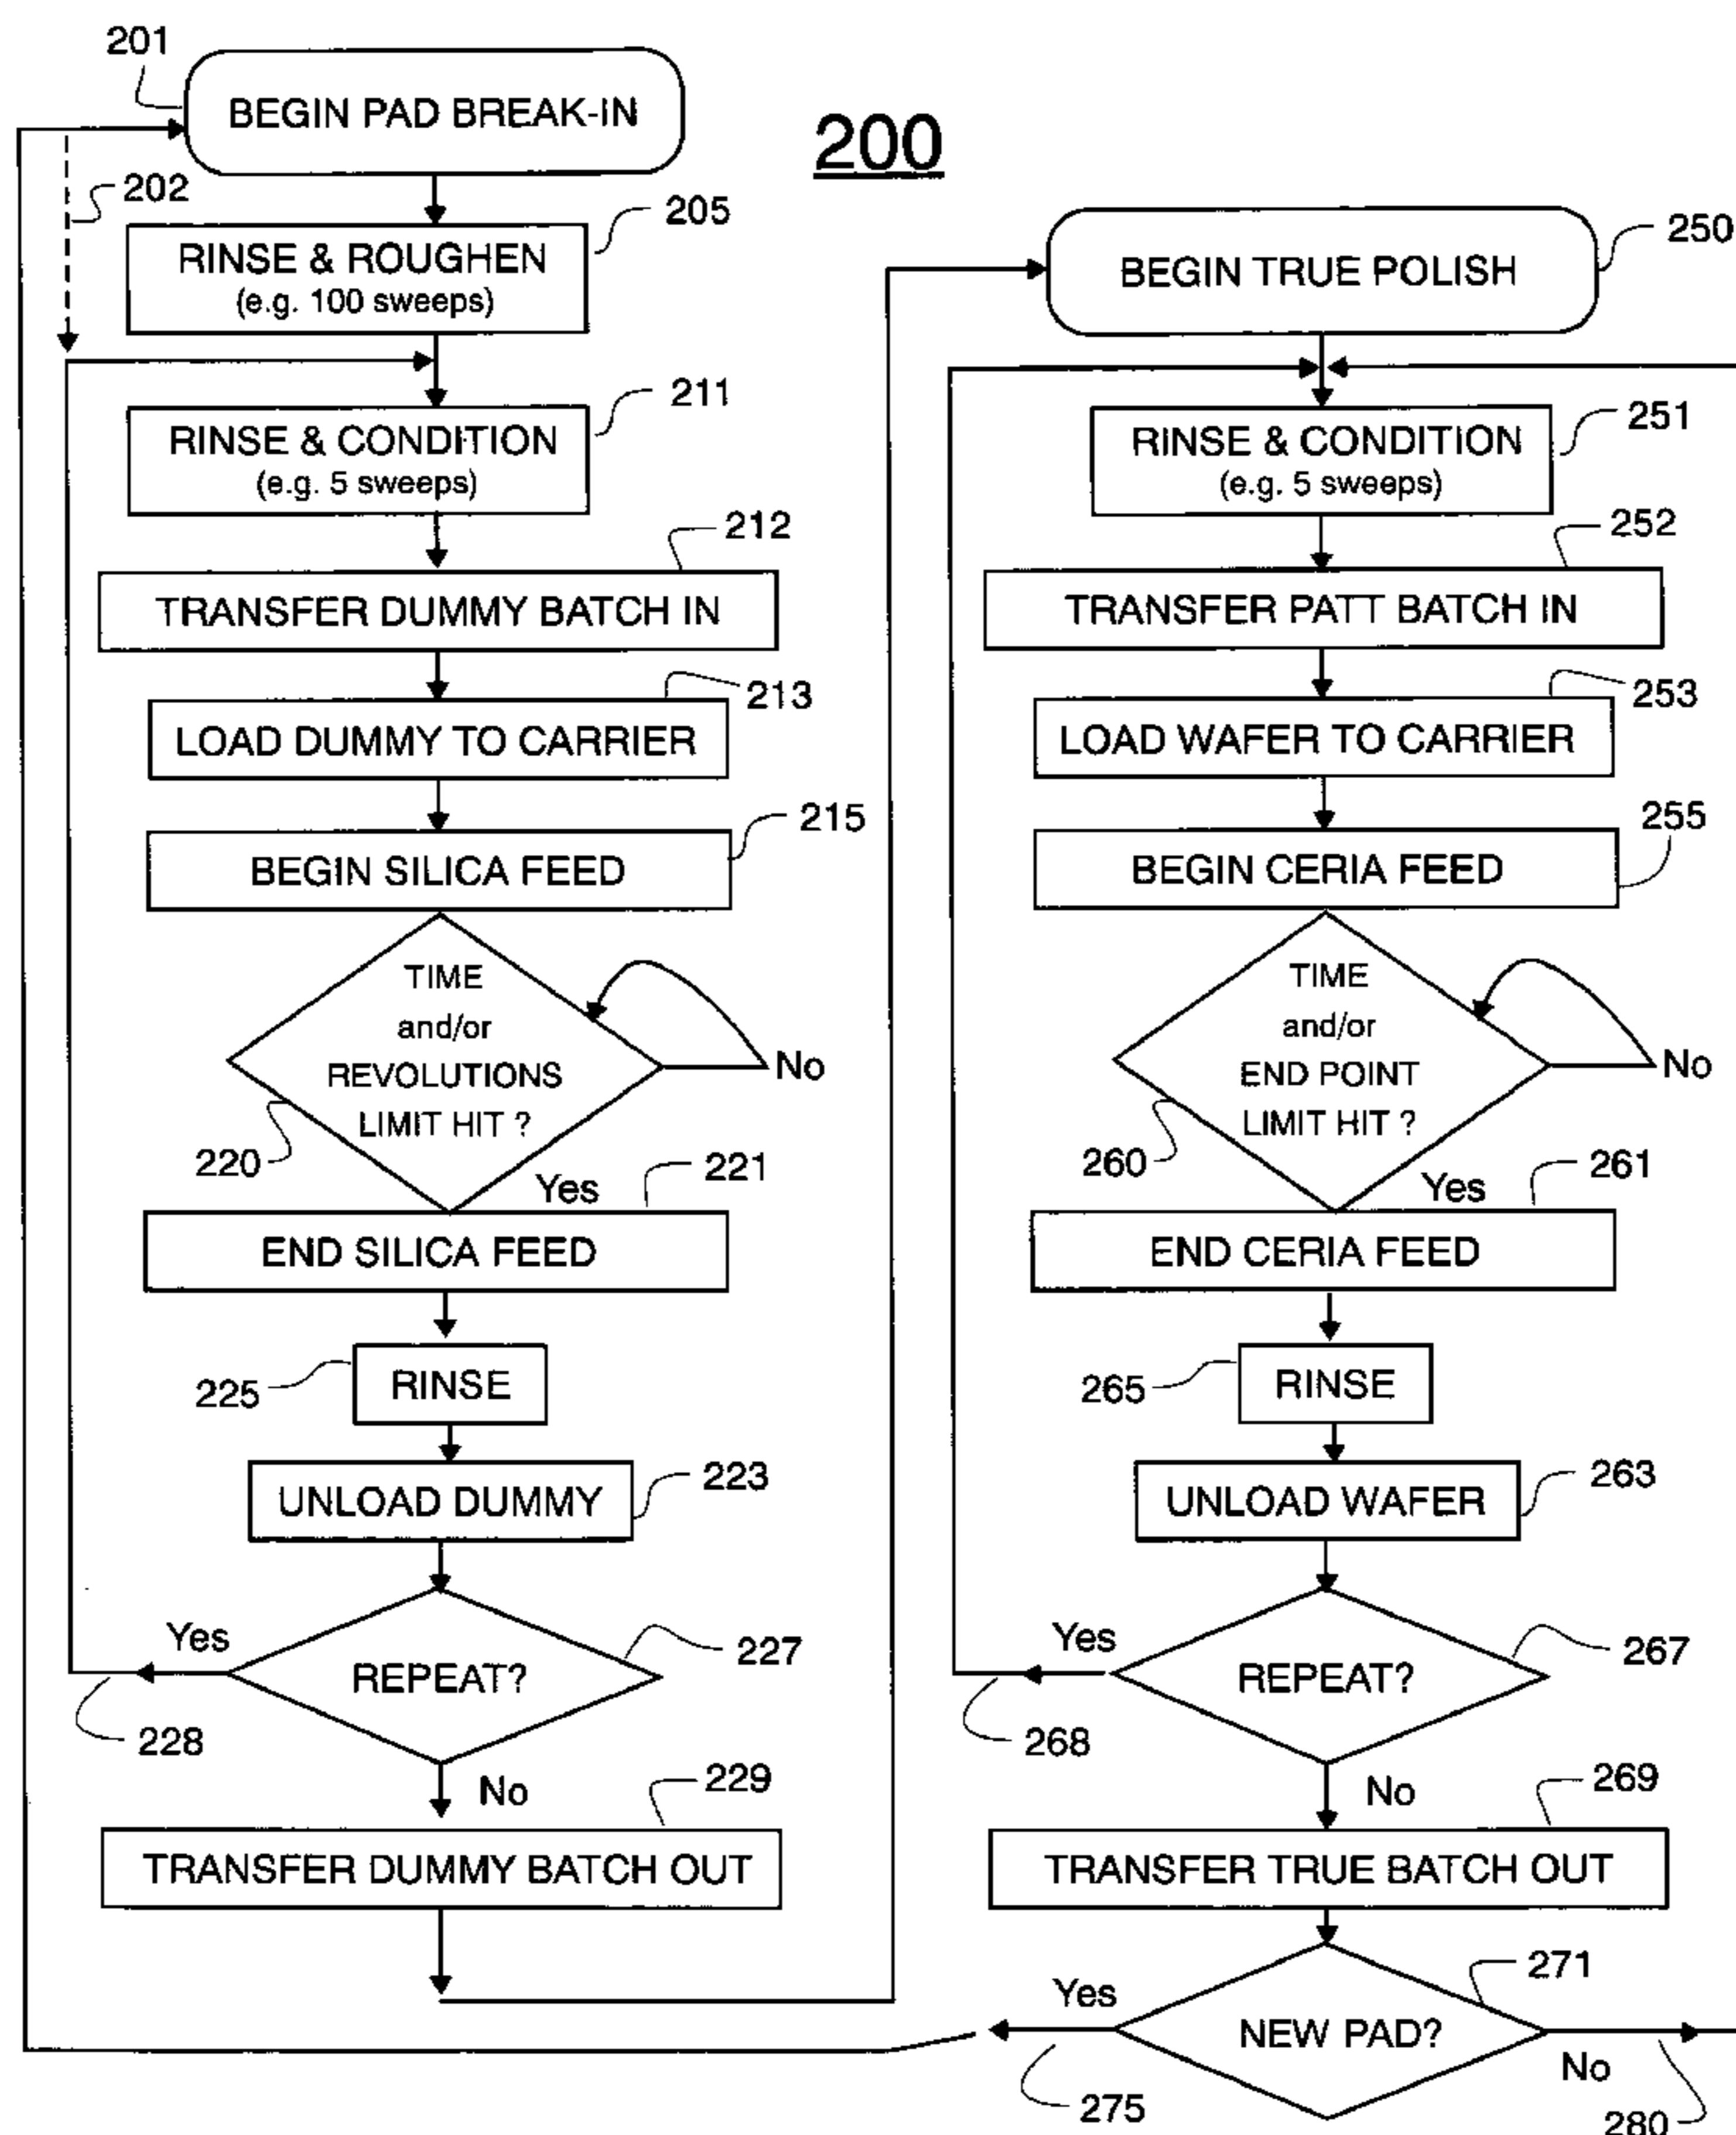 201
BEGIN PAD BREAK-IN
200
202
205
RINSE & ROUGHEN
(e.g. 100 sweeps)
211
RINSE & CONDITION
(e.g. 5 sweeps)
212
TRANSFER DUMMY BATCH IN
213
LOAD DUMMY TO CARRIER
215
BEGIN SILICA FEED
TIME
and/or
REVOLUTIONS
LIMIT HIT ?
No
220
Yes
221
END SILICA FEED
225
RINSE
223
UNLOAD DUMMY
Yes
227
REPEAT?
228
No
229
TRANSFER DUMMY BATCH OUT
250
BEGIN TRUE POLISH
251
RINSE & CONDITION
(e.g. 5 sweeps)
252
TRANSFER PATT BATCH IN
253
LOAD WAFER TO CARRIER
255
BEGIN CERIA FEED
TIME
and/or
END POINT
LIMIT HIT ?
No
260
Yes
261
END CERIA FEED
265
RINSE
263
UNLOAD WAFER
Yes
267
REPEAT?
268
No
269
TRANSFER TRUE BATCH OUT
271
Yes
NEW PAD?
No
275
280